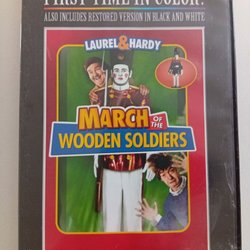 FIRST TIME IN COLOR!
ALSO INCLUDES RESTORED VERSION IN BLACK AND WHITE
LAUREL & HARDY
MARCH OF THE
WOODEN SOLDIERS